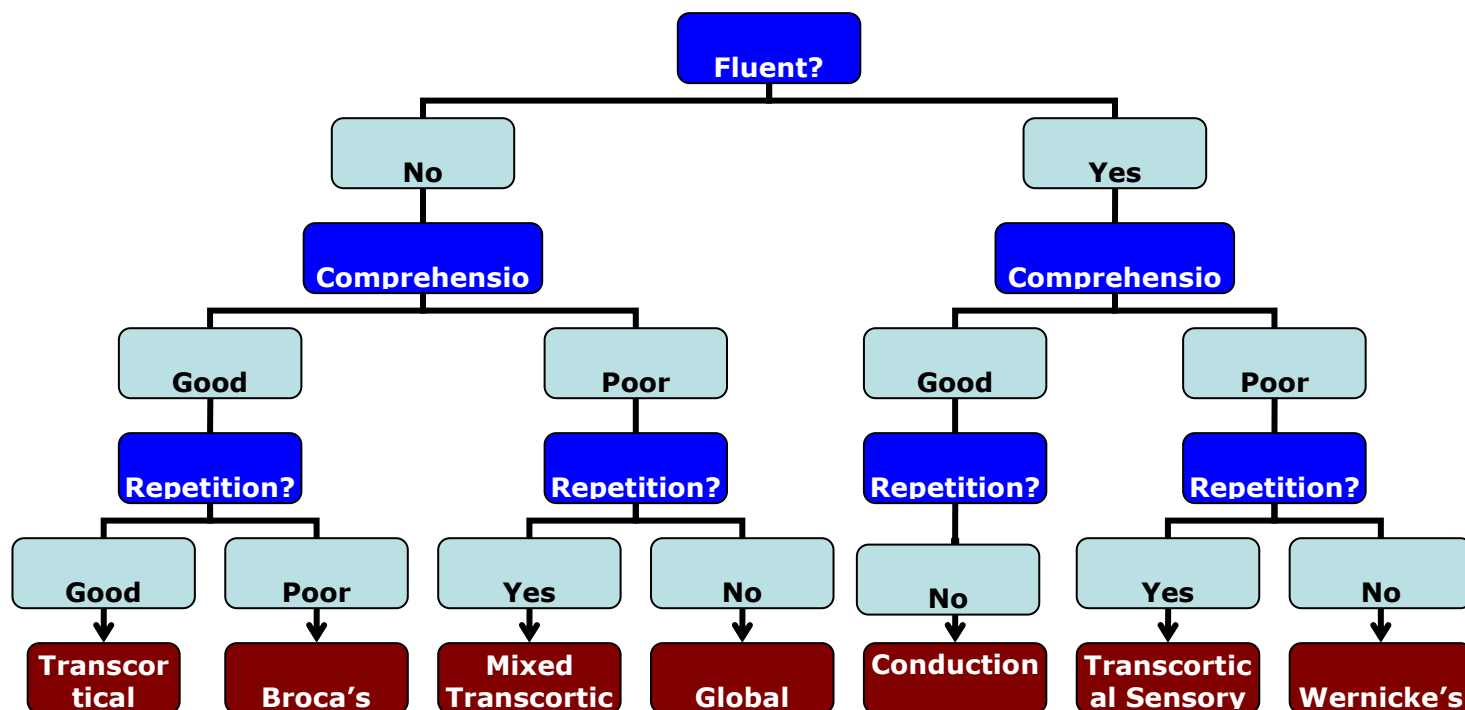 Fluent?
No
Yes
Comprehensio
Comprehensio
Good
Poor
Good
Poor
Repetition?
Repetition?
Repetition?
Repetition?
Good
Poor
Yes
No
No
Yes
No
Transcor
tical
Broca's
Mixed
Transcortic
Global
Conduction
Transcortic
al Sensory
Wernicke's